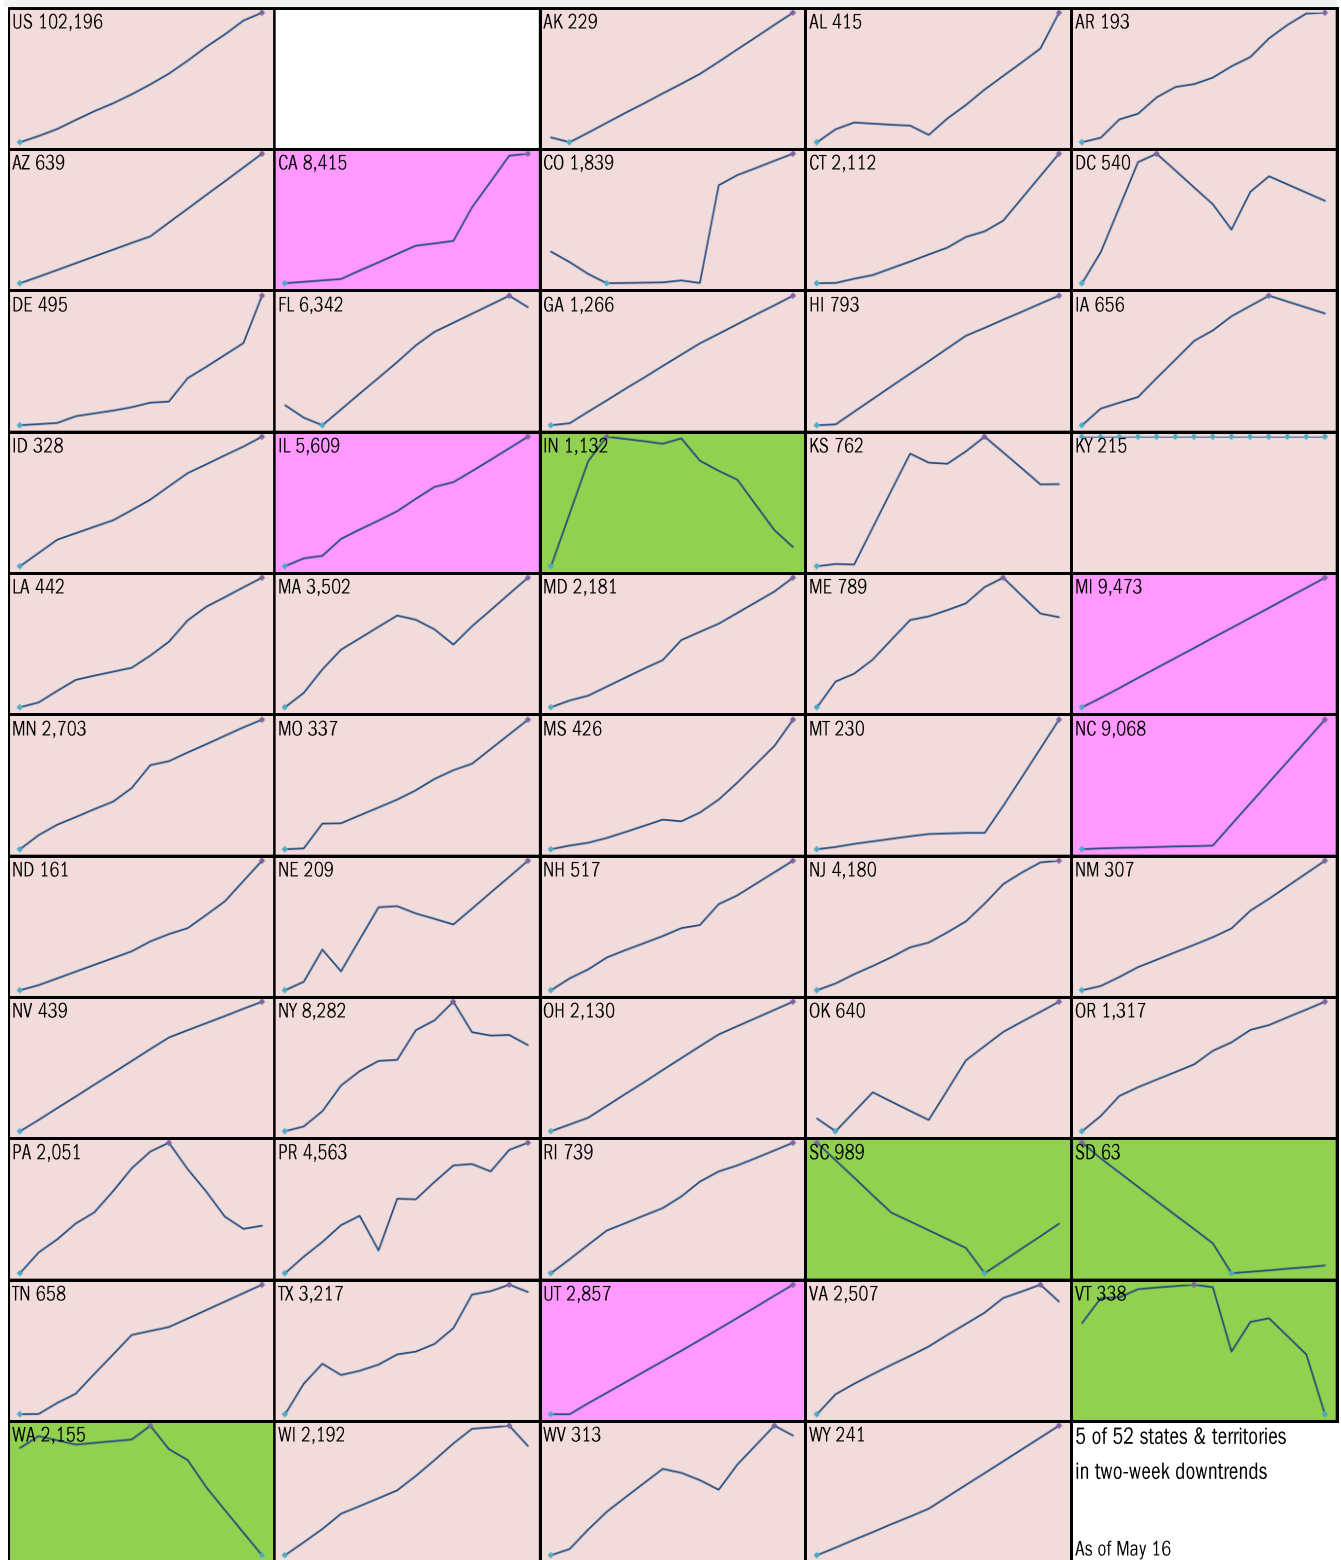 US 102,196
AK 229
AL 415
AR 193
AZ 639
CA 8,415
CO 1,839
CT 2,112
DC 540
DE 495
FL 6,342
GA 1,266
HI 793
IA 656
ID 328
IL 5,609
IN 1,132
KS 762
KY 215
LA 442
MA 3,502
MD 2,181
ME 789
MI 9,473
MN 2,703
MO 337
MS 426
MT 230
NC 9,068
ND 161
NE 209
NH 517
NJ 4,180
NM 307
NV 439
NY 8,282
OH 2,130
OK 640
OR 1,317
PA 2,051
PR 4,563
RI 739
SC 989
SD 63
TN 658
TX 3,217
UT 2,857
VA 2,507
VT 338
WA 2,155
WI 2,192
WV 313
WY 241
5 of 52 states & territories
in two-week downtrends
As of May 16